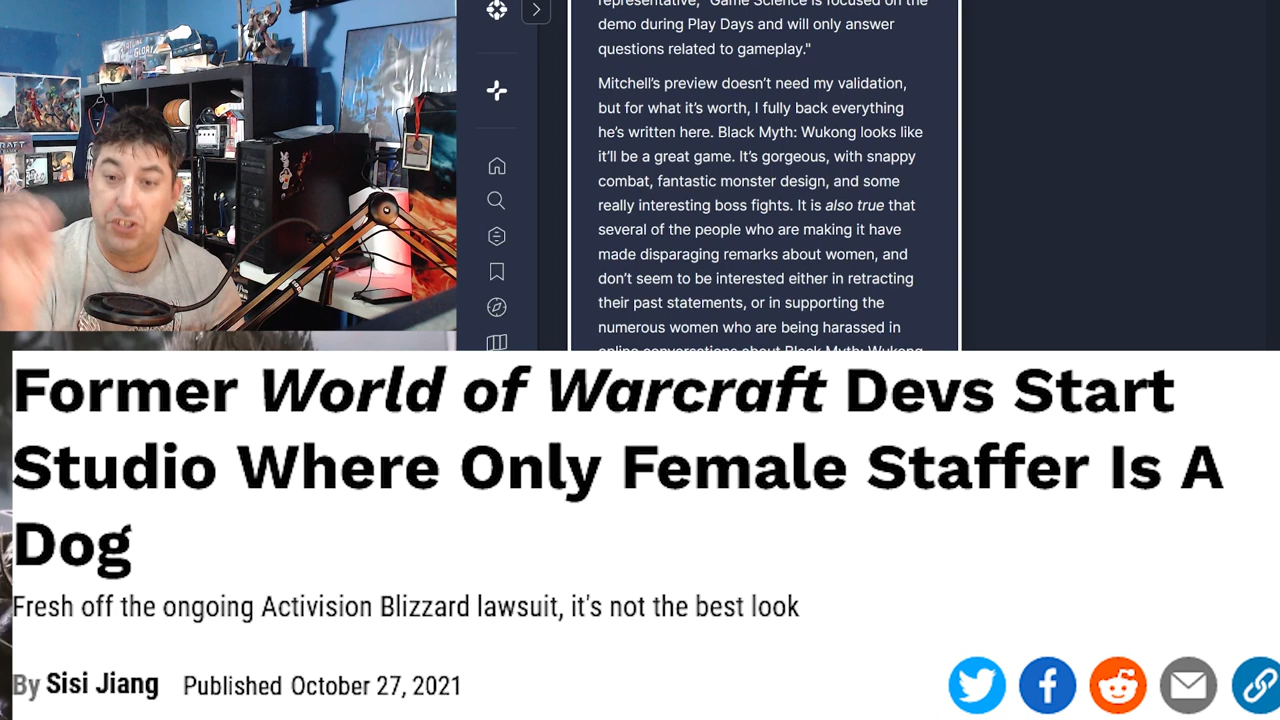 representative, "Game Science is focused on the
demo during Play Days and will only answer
questions related to gameplay."
Mitchell's preview doesn't need my validation,
but for what it's worth, I fully back everything
he's written here. Black Myth: Wukong looks like
it'll be a great game. It's gorgeous, with snappy
combat, fantastic monster design, and some
really interesting boss fights. It is also true that
several of the people who are making it have
made disparaging remarks about women, and
don't seem to be interested either in retracting
their past statements, or in supporting the
numerous women who are being harassed in
online conversations about Black Myth: Wukong
GLORY
Former World of Warcraft Devs Start
Studio Where Only Female Staffer Is A
Dog
Fresh off the ongoing Activision Blizzard lawsuit, it's not the best look
By Sisi Jiang Published October 27, 2021